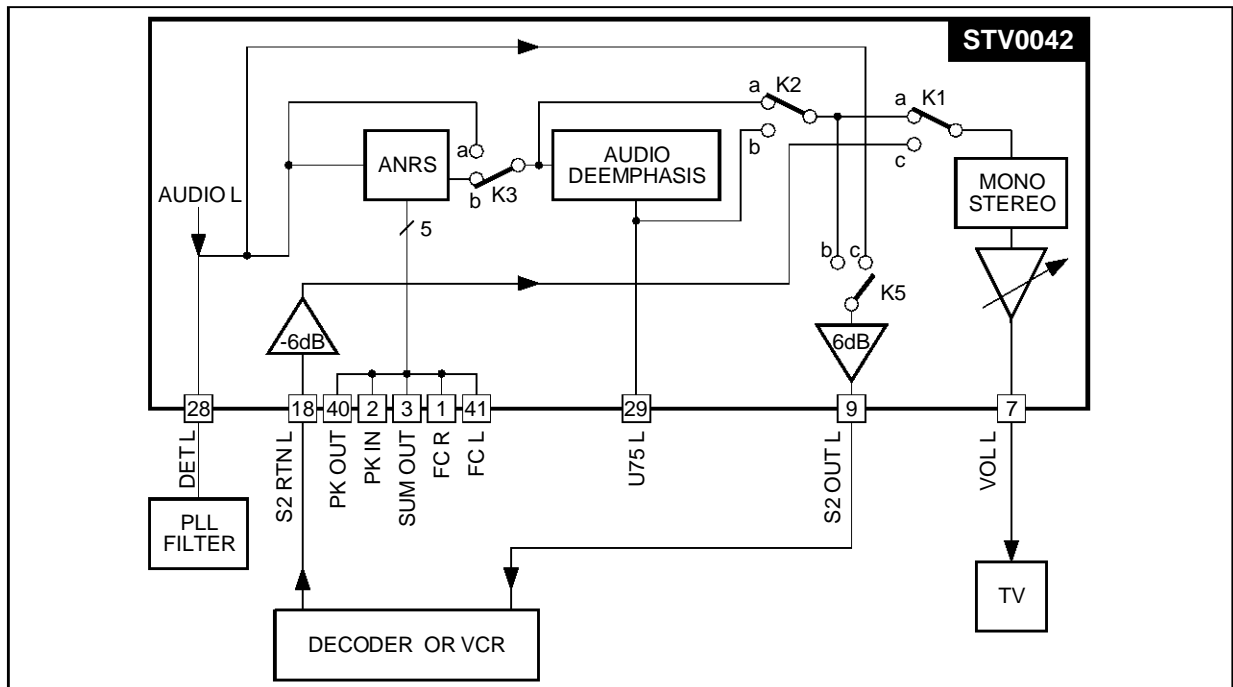 STV0042
a K2
a K1
b
c
a
ANRS
b K3
AUDIO
DEEMPHASIS
MONO
STEREO
AUDIO L
5
b c
K5
-6dB
6dB
28 18 40 2 3 1 41 29 9 7
DET L
S2 RTN L
PK OUT
PK IN
SUM OUT
FC R
FC L
U75 L
S2 OUT L
VOL L
PLL
FILTER
TV
DECODER OR VCR